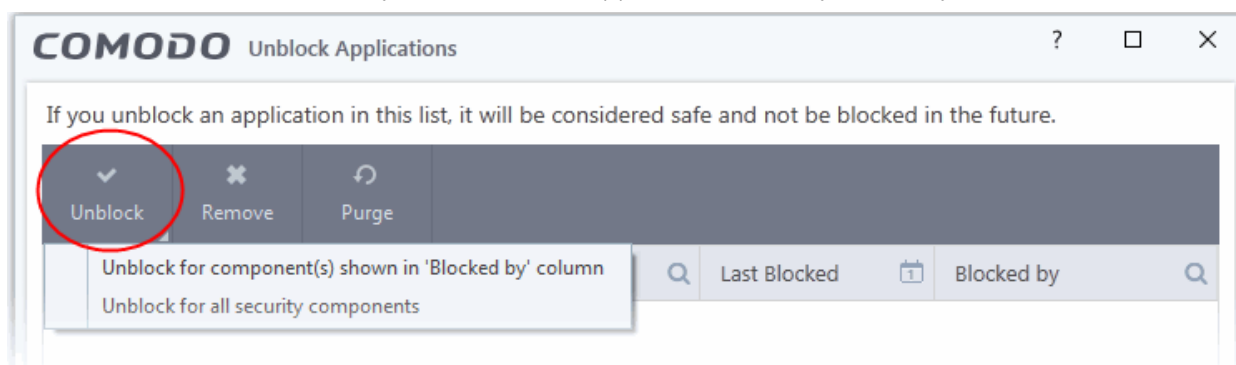 COMODO Unblock Applications ?
If you unblock an application in this list, it will be considered safe and not be blocked in the future.
Unblock Remove Purge
Unblock for component(s) shown in 'Blocked by' column
Last Blocked 1 Blocked by
Unblock for all security components